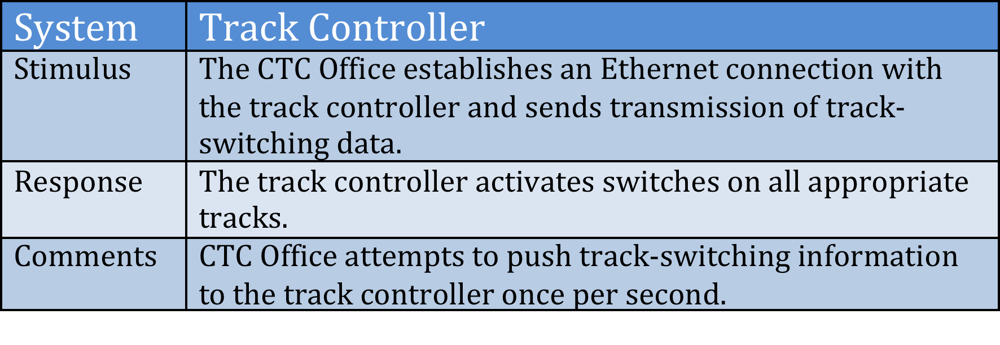 System Track Controller
Stimulus The CTC Office establishes an Ethernet connection with
the track controller and sends transmission of track-
switching data.
Response The track controller activates switches on all appropriate
tracks.
Comments CTC Office attempts to push track-switching information
to the track controller once per second.